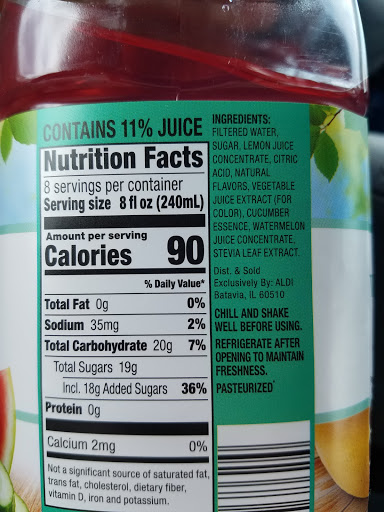 CONTAINS 11% JUICE
Nutrition Facts
8 servings per container
Serving size 8 fl oz (240mL)
Amount per serving
Calories 90
% Daily Value*
Total Fat 0g 0%
Sodium 35mg 2%
Total Carbohydrate 20g 7%
Total Sugars 19g
Incl. 18g Added Sugars 36%
Protein 0g
Calcium 2mg 0%
Not a significant source of saturated fat,
trans fat, cholesterol, dietary fiber,
vitamin D, iron and potassium.
INGREDIENTS:
FILTERED WATER,
SUGAR, LEMON JUICE
CONCENTRATE, CITRIC
ACID, NATURAL
FLAVORS, VEGETABLE
JUICE EXTRACT (FOR
COLOR), CUCUMBER
ESSENCE, WATERMELON
JUICE CONCENTRATE,
STEVIA LEAF EXTRACT.
Dist. & Sold
Exclusively By: ALDI
Batavia, IL 60510
CHILL AND SHAKE
WELL BEFORE USING.
REFRIGERATE AFTER
OPENING TO MAINTAIN
FRESHNESS.
PASTEURIZED